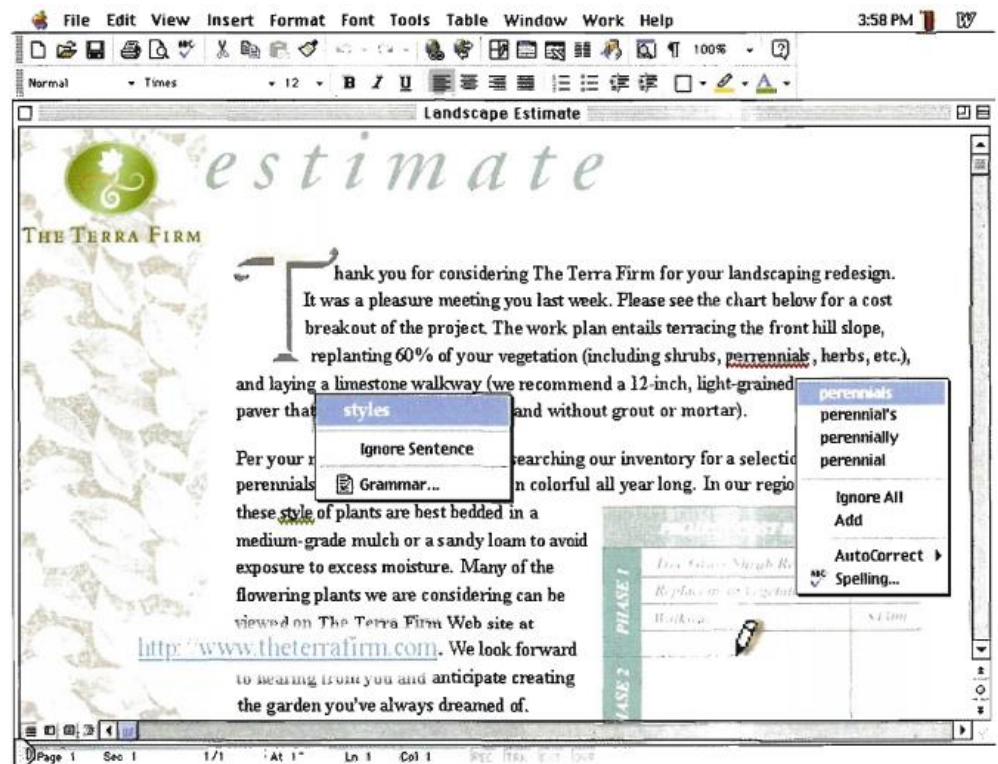 File Edit View Insert Format Font Tools Table Window Work Help 3:58 PM
100%
Normal Times 12 B I U
Landscape Estimate
estimate
THE TERRA FIRM
Thank you for considering The Terra Firm for your landscaping redesign.
It was a pleasure meeting you last week. Please see the chart below for a cost
breakout of the project. The work plan entails terracing the front hill slope,
replanting 60% of your vegetation (including shrubs, perrennials, herbs, etc.),
and laying a limestone walkway (we recommend a 12-inch, light-grained
paver that and without grout or mortar).
styles
Ignore Sentence
Grammar...
perennials
perennial's
perennially
perennial
Ignore All
Add
AutoCorrect
Spelling...
Per your searching our inventory for a
perennials colorful all year long. In our
these style of plants are best bedded in a
medium-grade mulch or a sandy loam to avoid
exposure to excess moisture. Many of the
flowering plants we are considering can be
viewed on The Terra Firm Web site at
http://www.theterrafirm.com. We look forward
to hearing from you and anticipate creating
the garden you've always dreamed of.
PHASE 1
Walkway
Page 1 Sec 1 1/1 At 1" Ln 1 Col 1